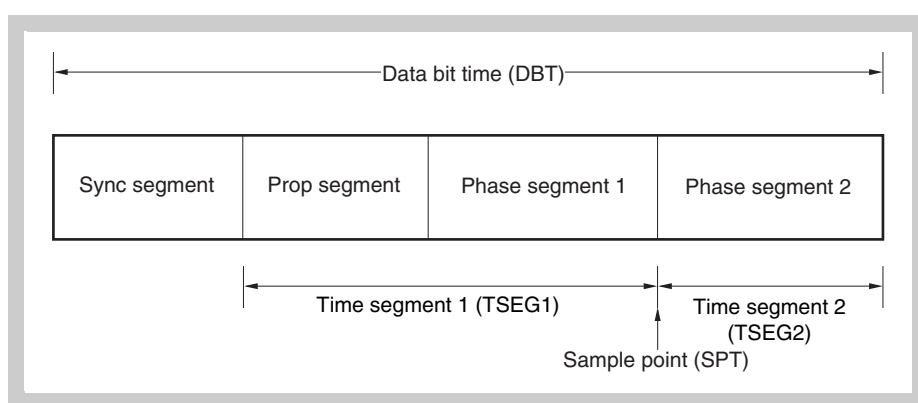 Data bit time (DBT)
Sync segment
Prop segment
Phase segment 1
Phase segment 2
Time segment 1 (TSEG1)
Time segment 2
(TSEG2)
Sample point (SPT)